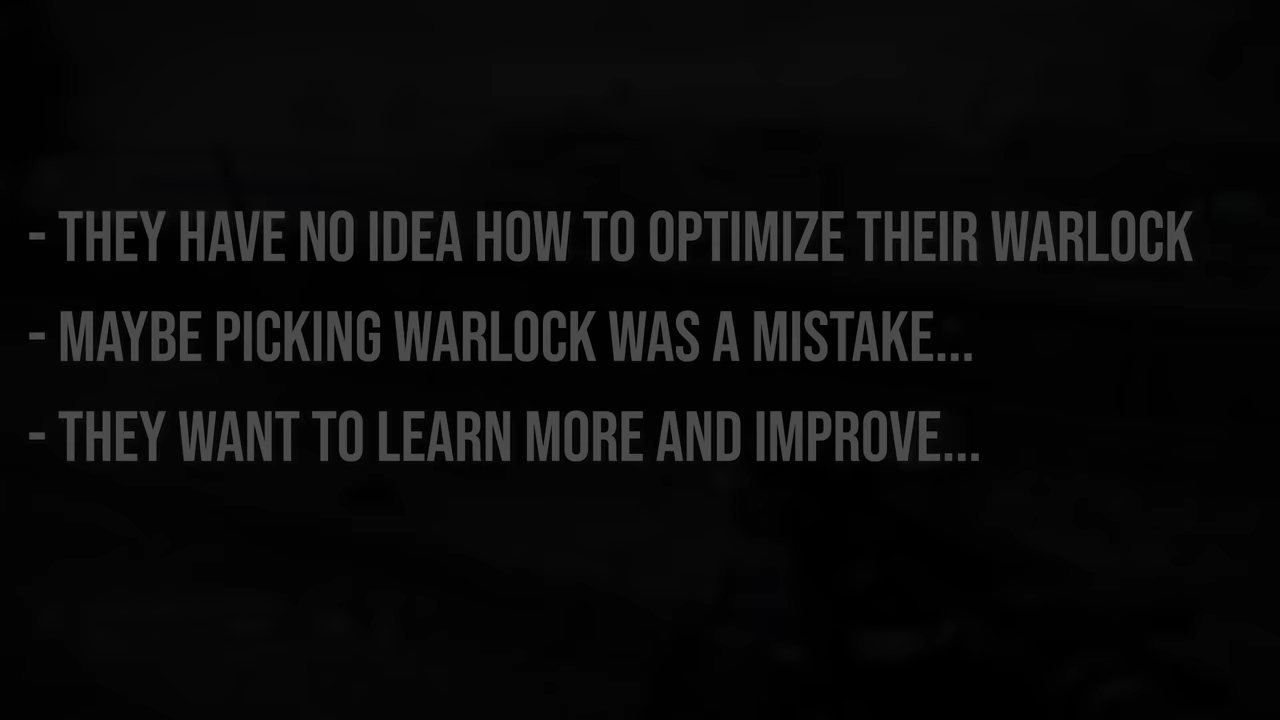 - THEY HAVE NO IDEA HOW TO OPTIMIZE THEIR WARLOCK
- MAYBE PICKING WARLOCK WAS A MISTAKE...
- THEY WANT TO LEARN MORE AND IMPROVE...